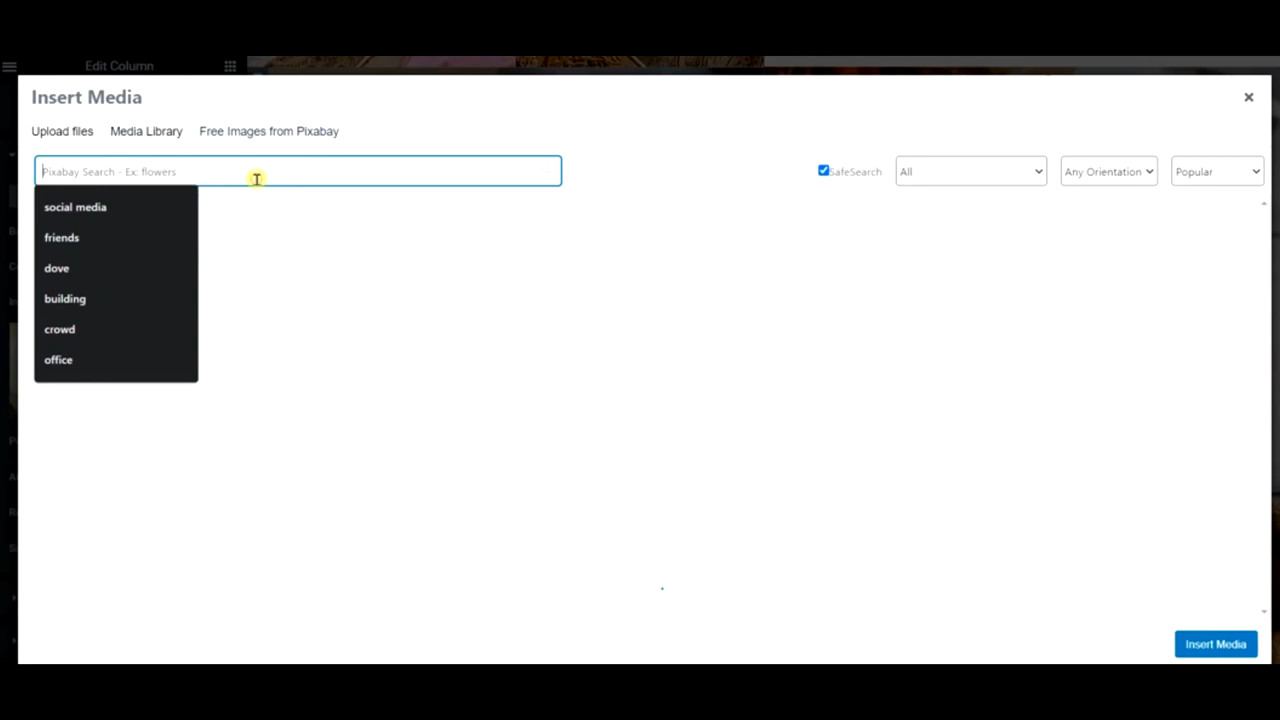 Edit Column
Insert Media
Upload files Media Library Free Images from Pixabay
Pixabay Search - Ex: flowers
SafeSearch All Any Orientation Popular
social media
friends
dove
building
crowd
office
Insert Media